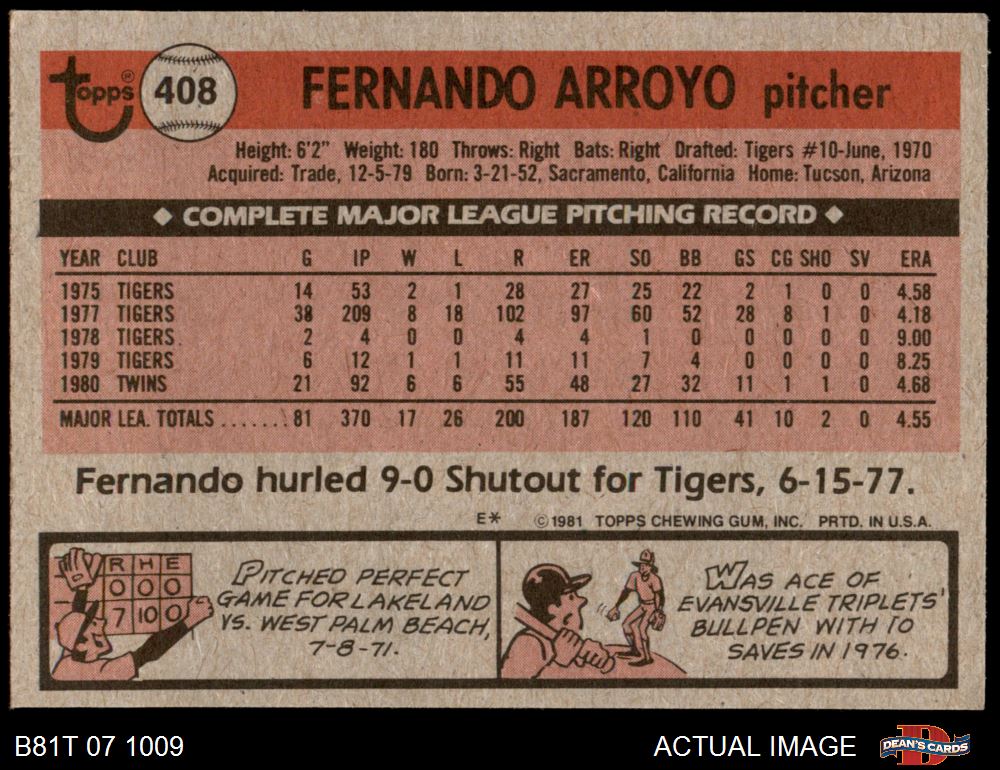 Topps® 408 FERNANDO ARROYO pitcher
Height: 6'2" Weight: 180 Throws: Right Bats: Right Drafted: Tigers #10-June, 1970
Acquired: Trade, 12-5-79 Born: 3-21-52, Sacramento, California Home: Tucson, Arizona
◆ COMPLETE MAJOR LEAGUE PITCHING RECORD ◆
YEAR CLUB G IP W L R ER SO BB GS CG SHO SV ERA
1975 TIGERS 14 53 2 1 28 27 25 22 2 1 0 0 4.58
1977 TIGERS 38 209 8 18 102 97 60 52 28 8 1 0 4.18
1978 TIGERS 2 4 0 0 4 4 1 0 0 0 0 0 9.00
1979 TIGERS 6 12 1 1 11 11 7 4 0 0 0 0 8.25
1980 TWINS 21 92 6 6 55 48 27 32 11 1 1 0 4.68
MAJOR LEA. TOTALS .......81 370 17 26 200 187 120 110 41 10 2 0 4.55
Fernando hurled 9-0 Shutout for Tigers, 6-15-77.
E* ©1981 TOPPS CHEWING GUM, INC. PRTD. IN U.S.A.
R H E
0 0 0
7 10 0
PITCHED PERFECT
GAME FOR LAKELAND
VS. WEST PALM BEACH,
7-8-71.
WAS ACE OF
EVANSVILLE TRIPLETS'
BULLPEN WITH 10
SAVES IN 1976.
B81T 07 1009 ACTUAL IMAGE D DEAN'S CARDS